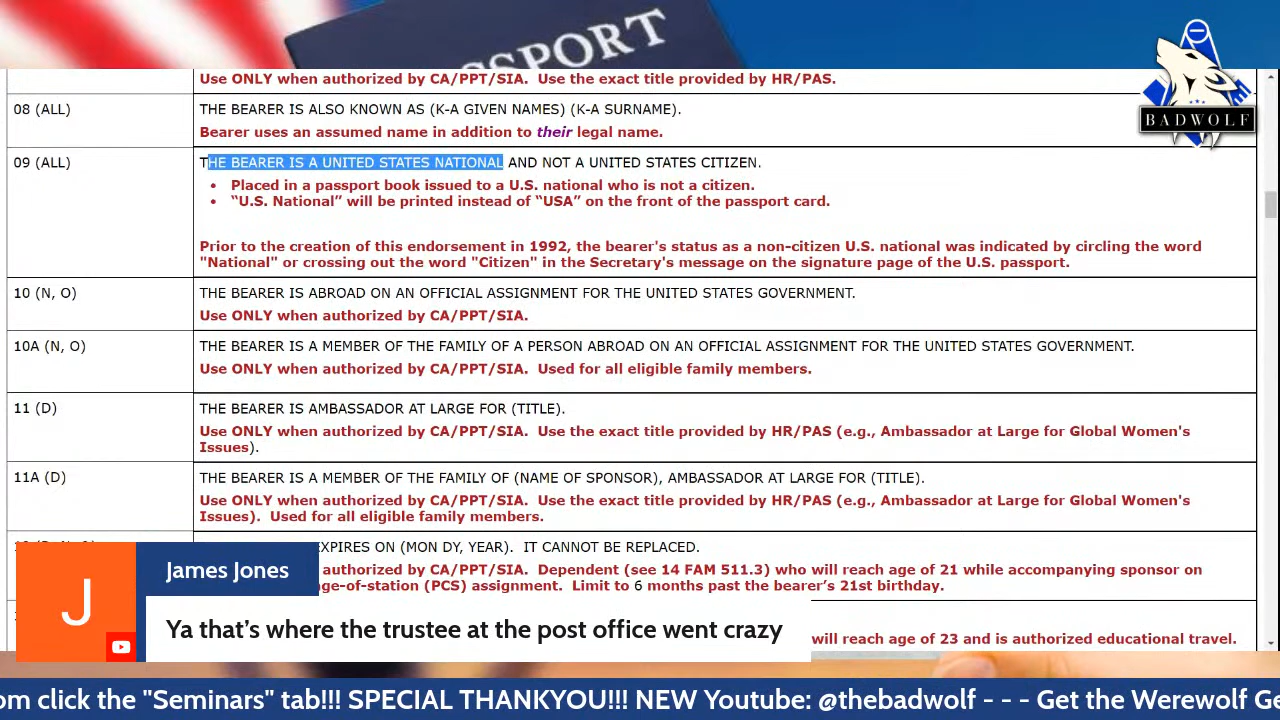 SPORT
BADWOLF
Use ONLY when authorized by CA/PPT/SIA.  Use the exact title provided by HR/PAS.
08 (ALL)
THE BEARER IS ALSO KNOWN AS (K-A GIVEN NAMES) (K-A SURNAME).
Bearer uses an assumed name in addition to their legal name.
09 (ALL)
THE BEARER IS A UNITED STATES NATIONAL AND NOT A UNITED STATES CITIZEN.
• Placed in a passport book issued to a U.S. national who is not a citizen.
• “U.S. National” will be printed instead of “USA” on the front of the passport card.
Prior to the creation of this endorsement in 1992, the bearer's status as a non-citizen U.S. national was indicated by circling the word
"National" or crossing out the word "Citizen" in the Secretary's message on the signature page of the U.S. passport.
10 (N, O)
THE BEARER IS ABROAD ON AN OFFICIAL ASSIGNMENT FOR THE UNITED STATES GOVERNMENT.
Use ONLY when authorized by CA/PPT/SIA.
10A (N, O)
THE BEARER IS A MEMBER OF THE FAMILY OF A PERSON ABROAD ON AN OFFICIAL ASSIGNMENT FOR THE UNITED STATES GOVERNMENT.
Use ONLY when authorized by CA/PPT/SIA.  Used for all eligible family members.
11 (D)
THE BEARER IS AMBASSADOR AT LARGE FOR (TITLE).
Use ONLY when authorized by CA/PPT/SIA.  Use the exact title provided by HR/PAS (e.g., Ambassador at Large for Global Women's
Issues).
11A (D)
THE BEARER IS A MEMBER OF THE FAMILY OF (NAME OF SPONSOR), AMBASSADOR AT LARGE FOR (TITLE).
Use ONLY when authorized by CA/PPT/SIA.  Use the exact title provided by HR/PAS (e.g., Ambassador at Large for Global Women's
Issues).  Used for all eligible family members.
EXPIRES ON (MON DY, YEAR).  IT CANNOT BE REPLACED.
authorized by CA/PPT/SIA.  Dependent (see 14 FAM 511.3) who will reach age of 21 while accompanying sponsor on
ge-of-station (PCS) assignment.  Limit to 6 months past the bearer’s 21st birthday.
will reach age of 23 and is authorized educational travel.
J
James Jones
Ya that’s where the trustee at the post office went crazy
om click the "Seminars" tab!!! SPECIAL THANKYOU!!! NEW Youtube: @thebadwolf - - - Get the Werewolf Ge